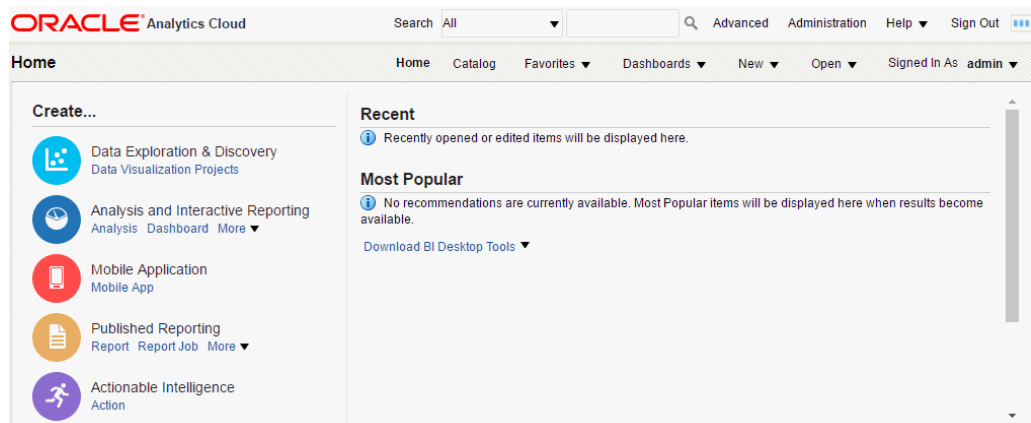 ORACLE Analytics Cloud Search All Advanced Administration Help Sign Out
Home Home Catalog Favorites Dashboards New Open Signed In As admin
Create...
Data Exploration & Discovery
Data Visualization Projects
Analysis and Interactive Reporting
Analysis Dashboard More
Mobile Application
Mobile App
Published Reporting
Report Report Job More
Actionable Intelligence
Action
Recent
Recently opened or edited items will be displayed here.
Most Popular
No recommendations are currently available. Most Popular items will be displayed here when results become
available.
Download BI Desktop Tools